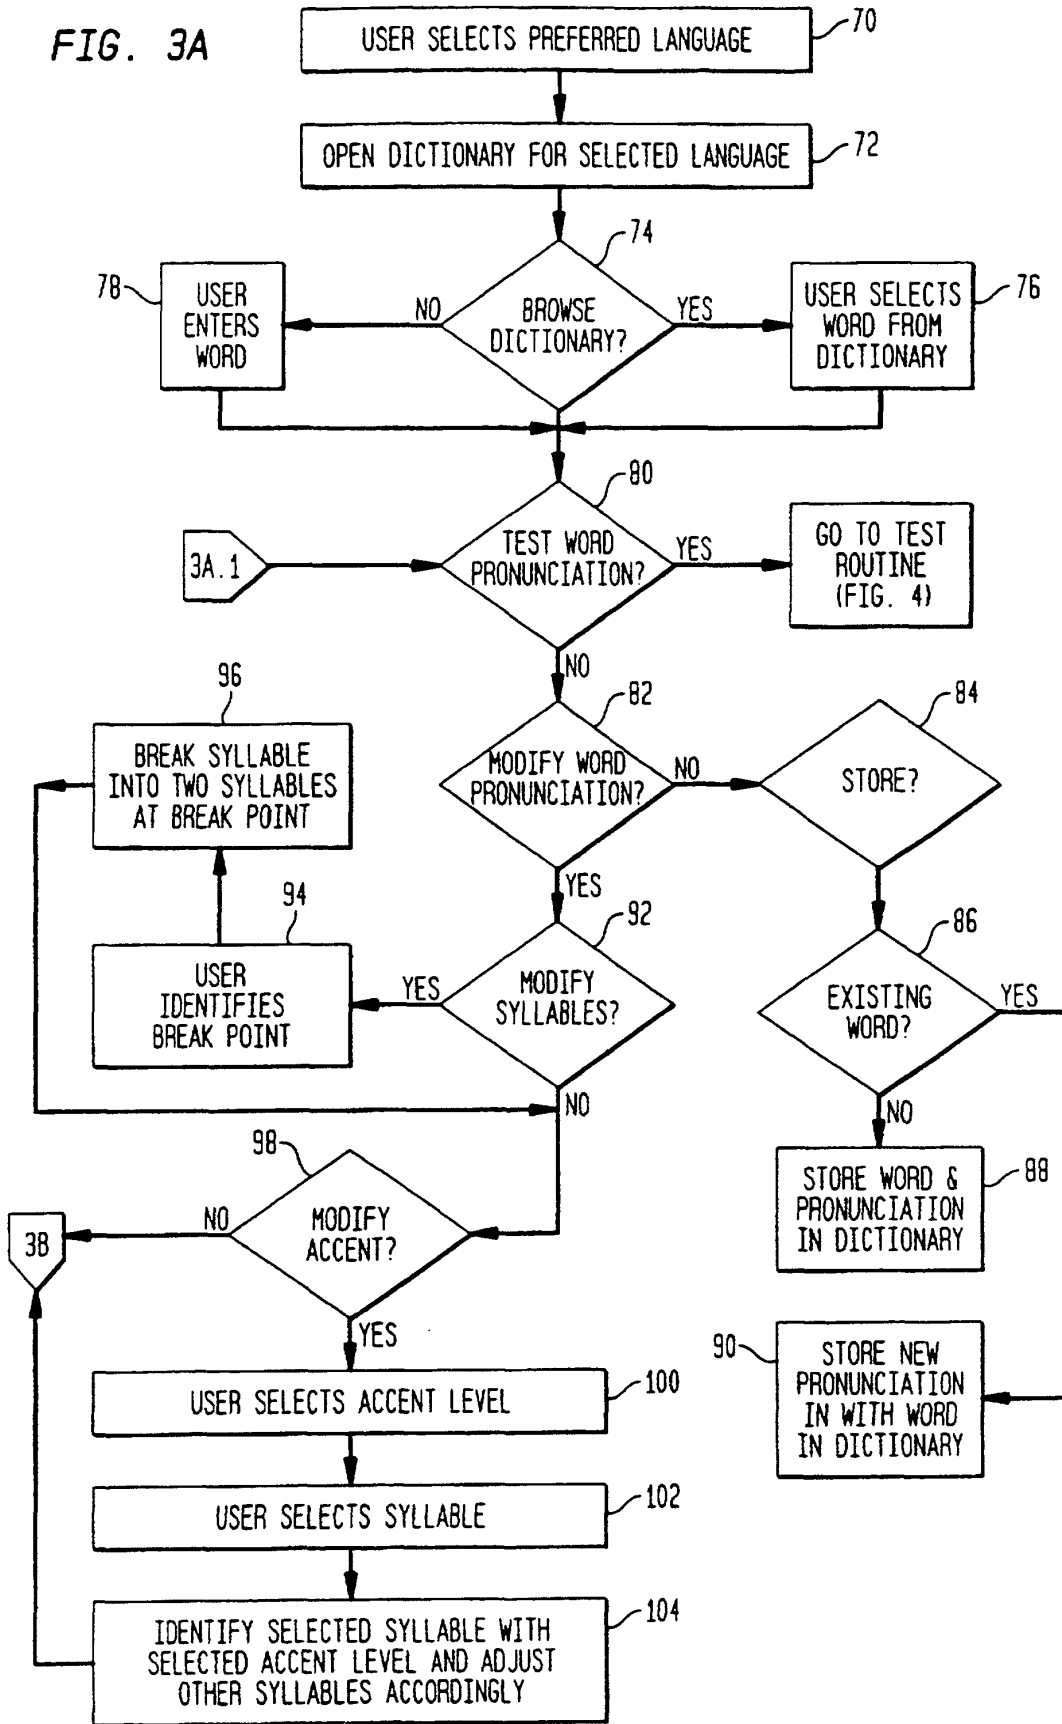 FIG. 3A
USER SELECTS PREFERRED LANGUAGE
70
OPEN DICTIONARY FOR SELECTED LANGUAGE
72
74
BROWSE
DICTIONARY?
NO
YES
78
USER
ENTERS
WORD
76
USER SELECTS
WORD FROM
DICTIONARY
80
3A.1
TEST WORD
PRONUNCIATION?
YES
GO TO TEST
ROUTINE
(FIG. 4)
NO
82
MODIFY WORD
PRONUNCIATION?
NO
84
STORE?
96
BREAK SYLLABLE
INTO TWO SYLLABLES
AT BREAK POINT
YES
92
MODIFY
SYLLABLES?
YES
94
USER
IDENTIFIES
BREAK POINT
NO
86
EXISTING
WORD?
YES
NO
88
STORE WORD &
PRONUNCIATION
IN DICTIONARY
98
MODIFY
ACCENT?
NO
3B
YES
90
STORE NEW
PRONUNCIATION
IN WITH WORD
IN DICTIONARY
USER SELECTS ACCENT LEVEL
100
USER SELECTS SYLLABLE
102
IDENTIFY SELECTED SYLLABLE WITH
SELECTED ACCENT LEVEL AND ADJUST
OTHER SYLLABLES ACCORDINGLY
104